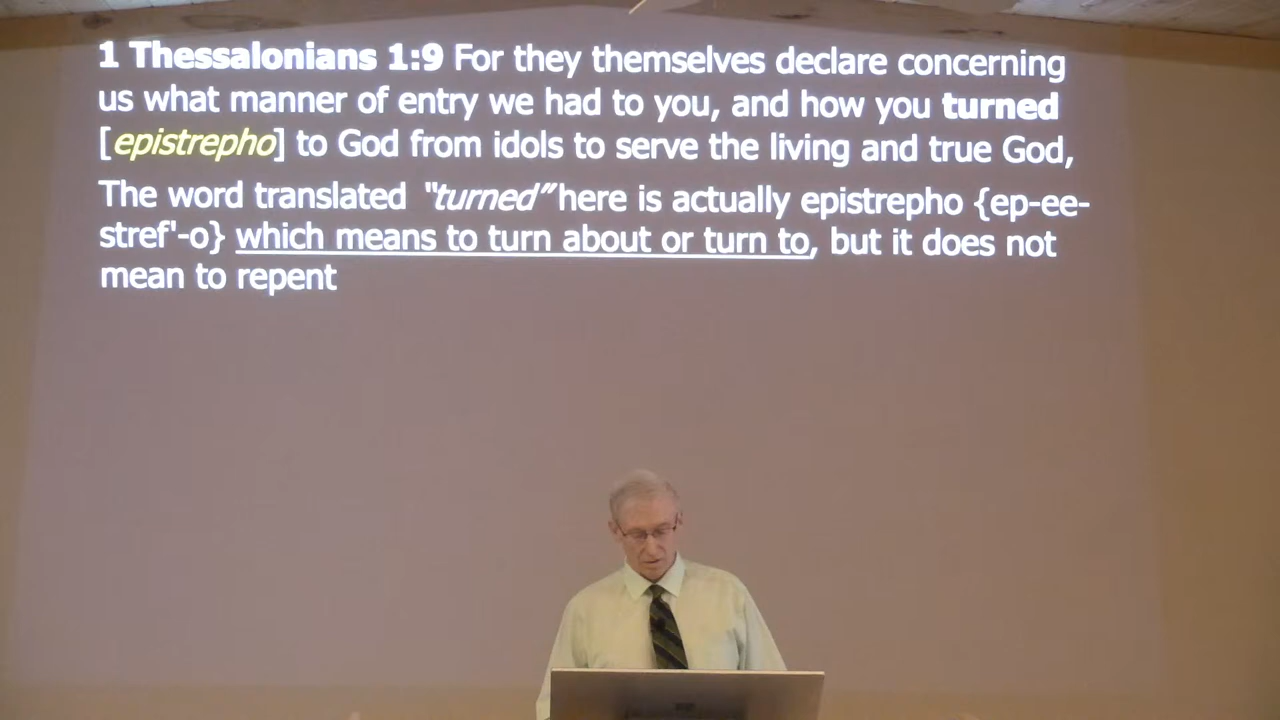 1 Thessalonians 1:9 For they themselves declare concerning
us what manner of entry we had to you, and how you turned
[epistrepho] to God from idols to serve the living and true God,
The word translated “turned” here is actually epistrepho {ep-ee-
stref'-o} which means to turn about or turn to, but it does not
mean to repent